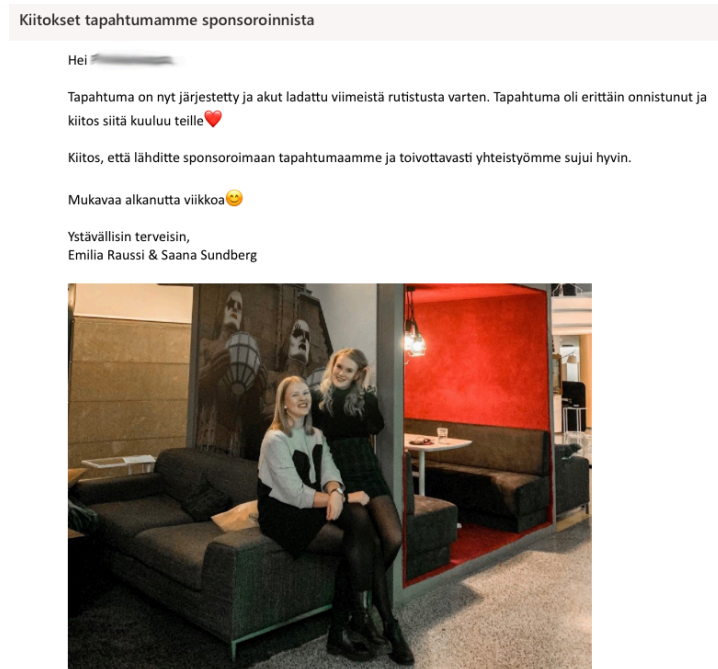 Kiitokset tapahtumamme sponsoroinnista
Hei
Tapahtuma on nyt järjestetty ja akut ladattu viimeistä rutistusta varten. Tapahtuma oli erittäin onnistunut ja
kiitos siitä kuuluu teille❤️
Kiitos, että lähditte sponsoroimaan tapahtumaamme ja toivottavasti yhteistyömme sujui hyvin.
Mukavaa alkanutta viikkoa😊
Ystävällisin terveisin,
Emilia Raussi & Saana Sundberg